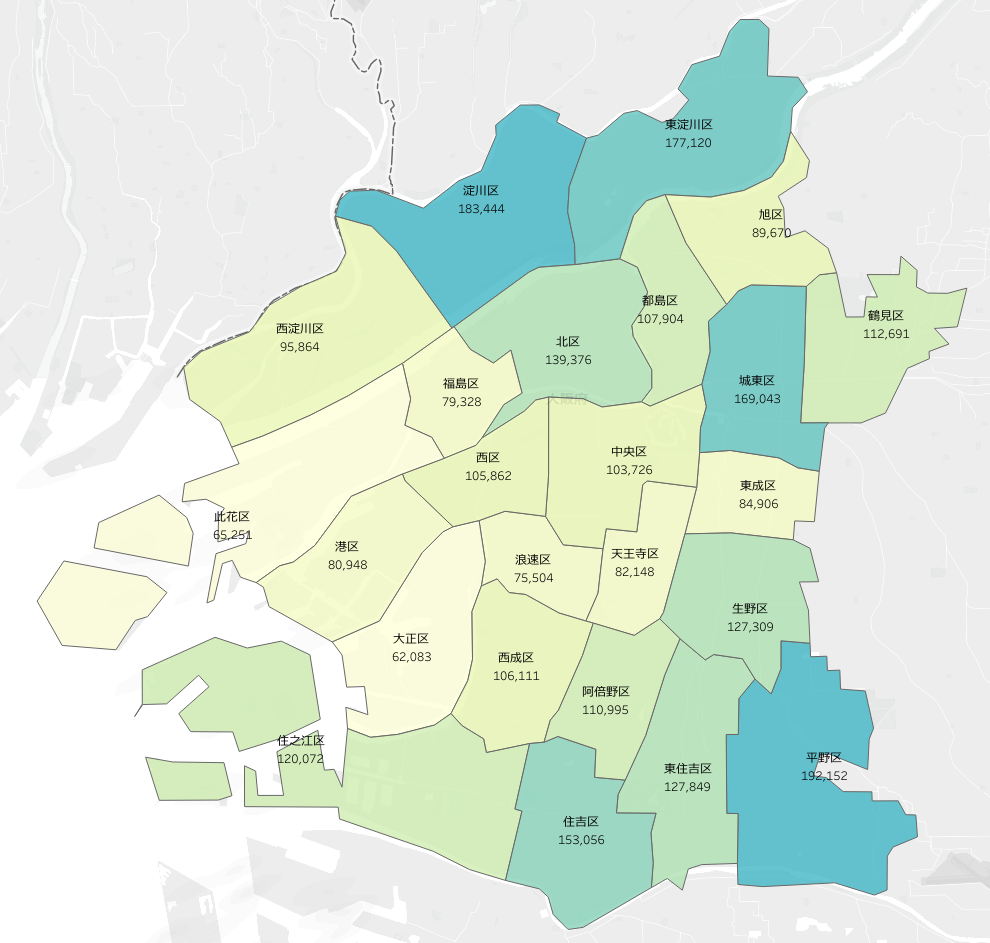 東淀川区
177,120
淀川区
183,444
旭区
89,670
都島区
107,904
鶴見区
112,691
西淀川区
95,864
北区
139,376
福島区
79,328
城東区
169,043
大阪府
中央区
103,726
西区
105,862
東成区
84,906
此花区
65,251
港区
80,948
浪速区
75,504
天王寺区
82,148
生野区
127,309
大正区
62,083
西成区
106,111
阿倍野区
110,995
住之江区
120,072
東住吉区
127,849
平野区
192,152
住吉区
153,056